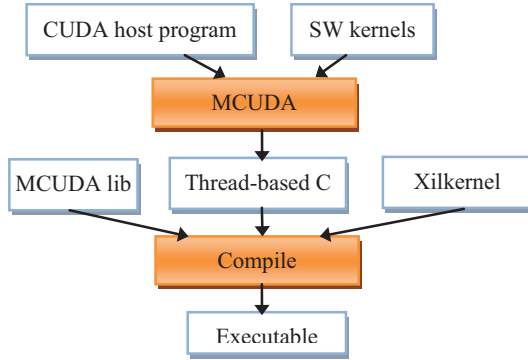 CUDA host program
SW kernels
MCUDA
MCUDA lib
Thread-based C
Xilkernel
Compile
Executable